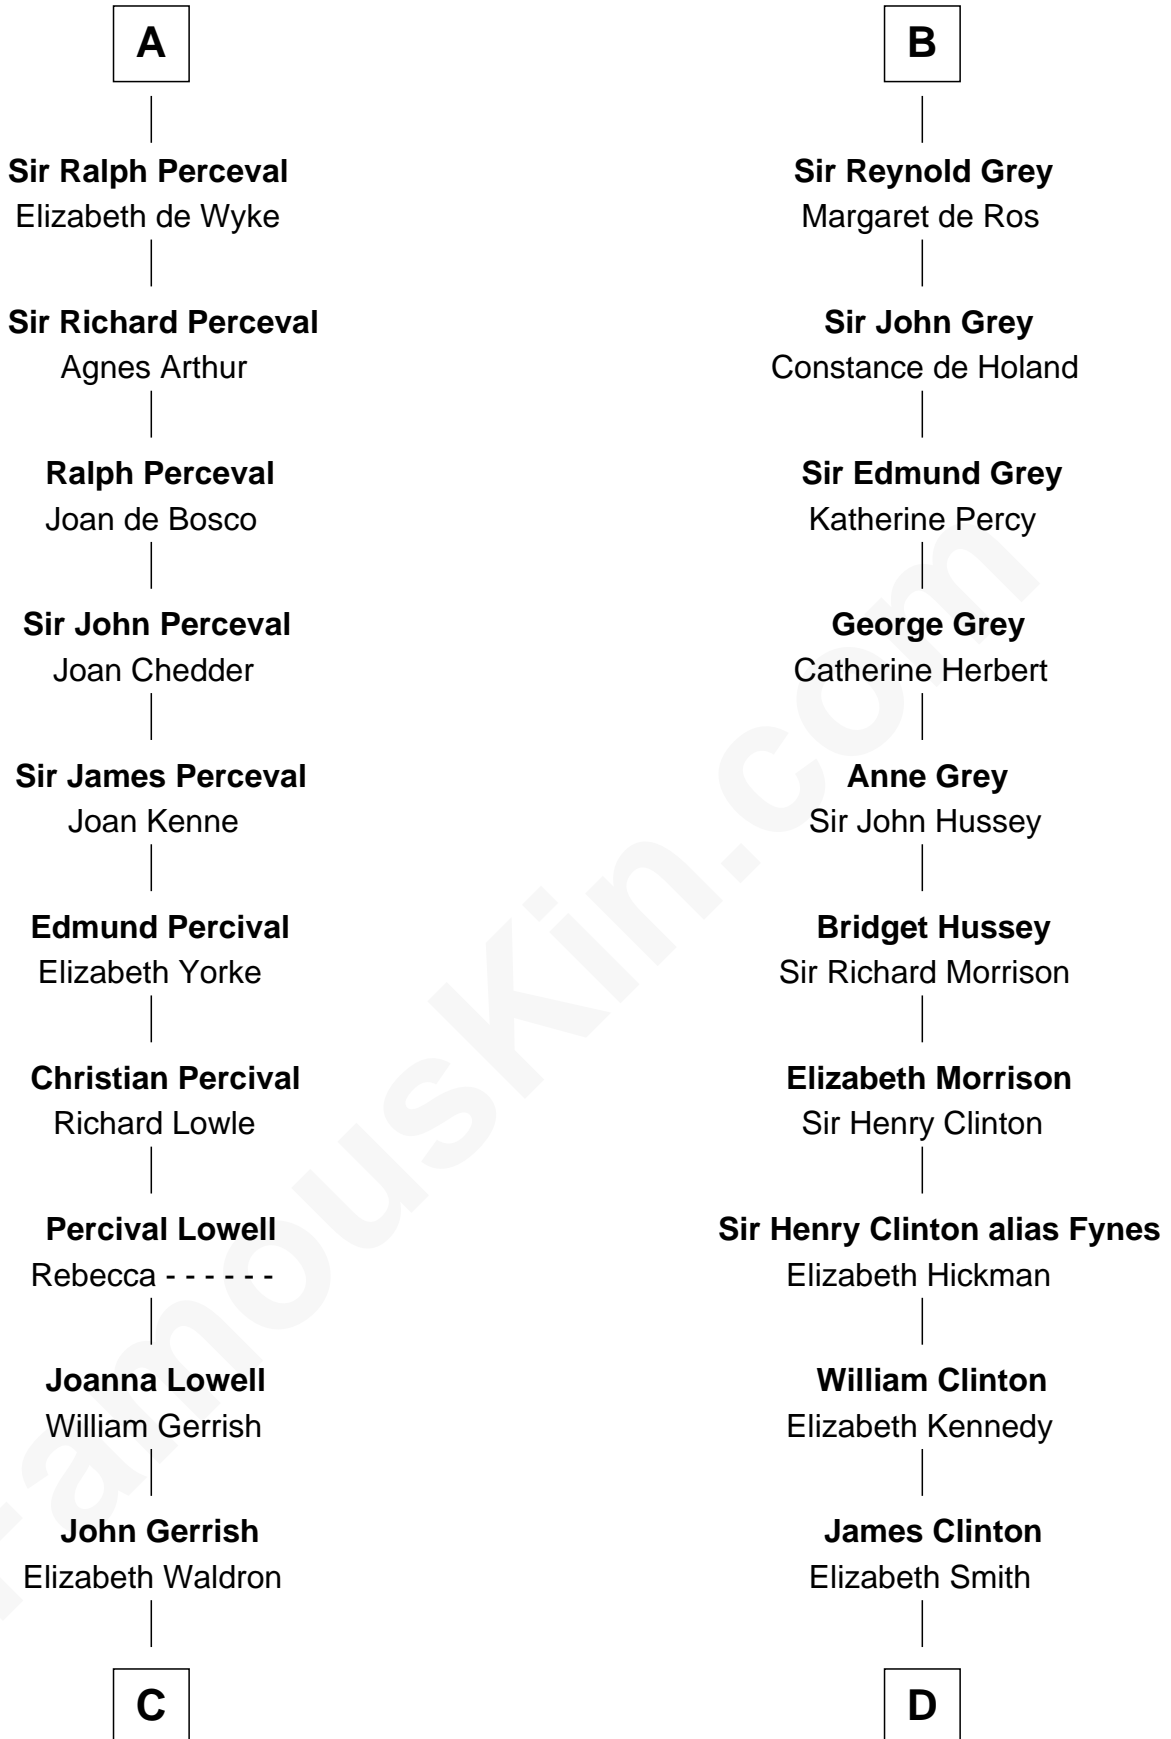 A
Sir Ralph Perceval
Elizabeth de Wyke
Sir Richard Perceval
Agnes Arthur
Ralph Perceval
Joan de Bosco
Sir John Perceval
Joan Chedder
Sir James Perceval
Joan Kenne
Edmund Percival
Elizabeth Yorke
Christian Percival
Richard Lowle
Percival Lowell
Rebecca - - - - - -
Joanna Lowell
William Gerrish
John Gerrish
Elizabeth Waldron
C
B
Sir Reynold Grey
Margaret de Ros
Sir John Grey
Constance de Holand
Sir Edmund Grey
Katherine Percy
George Grey
Catherine Herbert
Anne Grey
Sir John Hussey
Bridget Hussey
Sir Richard Morrison
Elizabeth Morrison
Sir Henry Clinton
Sir Henry Clinton alias Fynes
Elizabeth Hickman
William Clinton
Elizabeth Kennedy
James Clinton
Elizabeth Smith
D
FamousKin.com